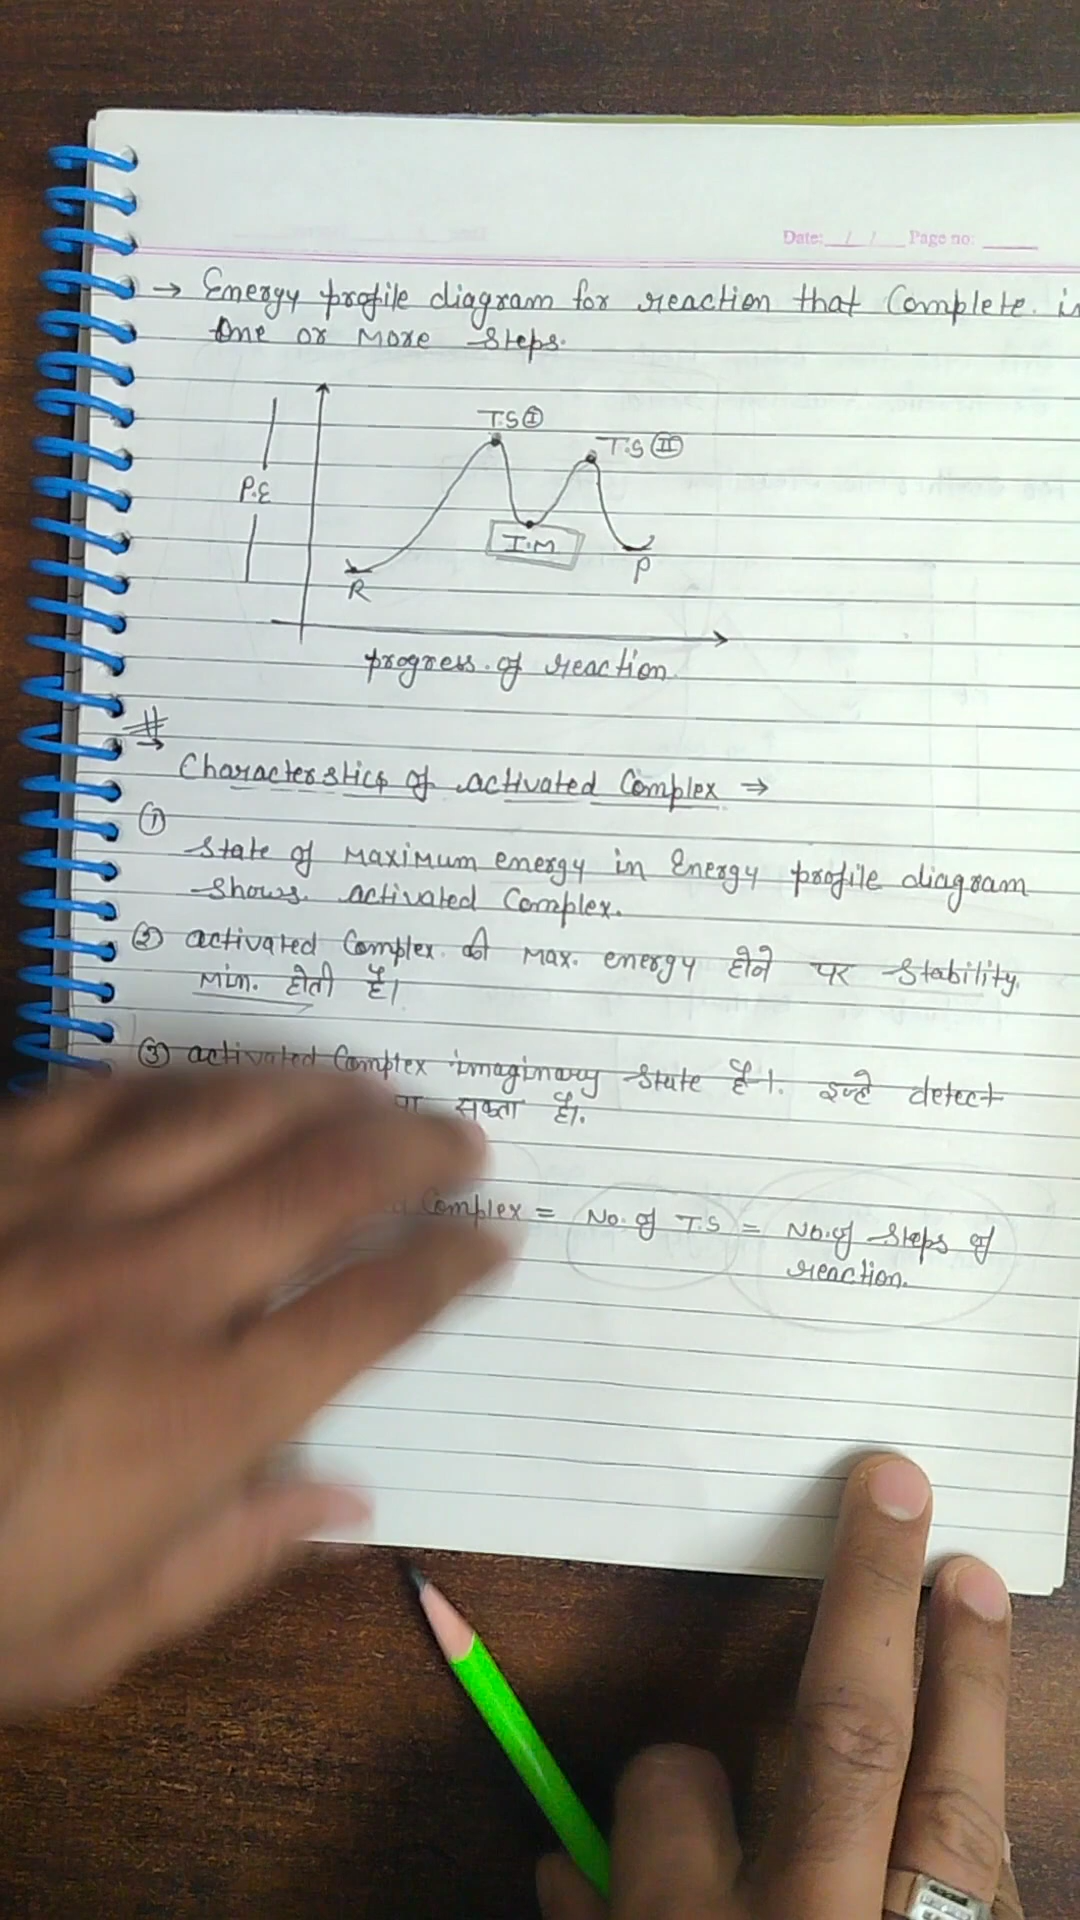 Date: / / Page no:
→ Energy profile diagram for reaction that Complete in
One or More Steps.
T.S Ⅰ
T.S Ⅱ
P.E
I.M
R
P
progress of reaction
#
→ Characterstics of activated Complex ⇒
① State of Maximum energy in Energy profile diagram
shows activated Complex.
② activated Complex की Max. energy होने पर Stability
Min. होती है।
③ activated Complex imaginary State है। इन्हे detect
पा सकता है।
Complex = No. of T.S = No. of Steps of
reaction.